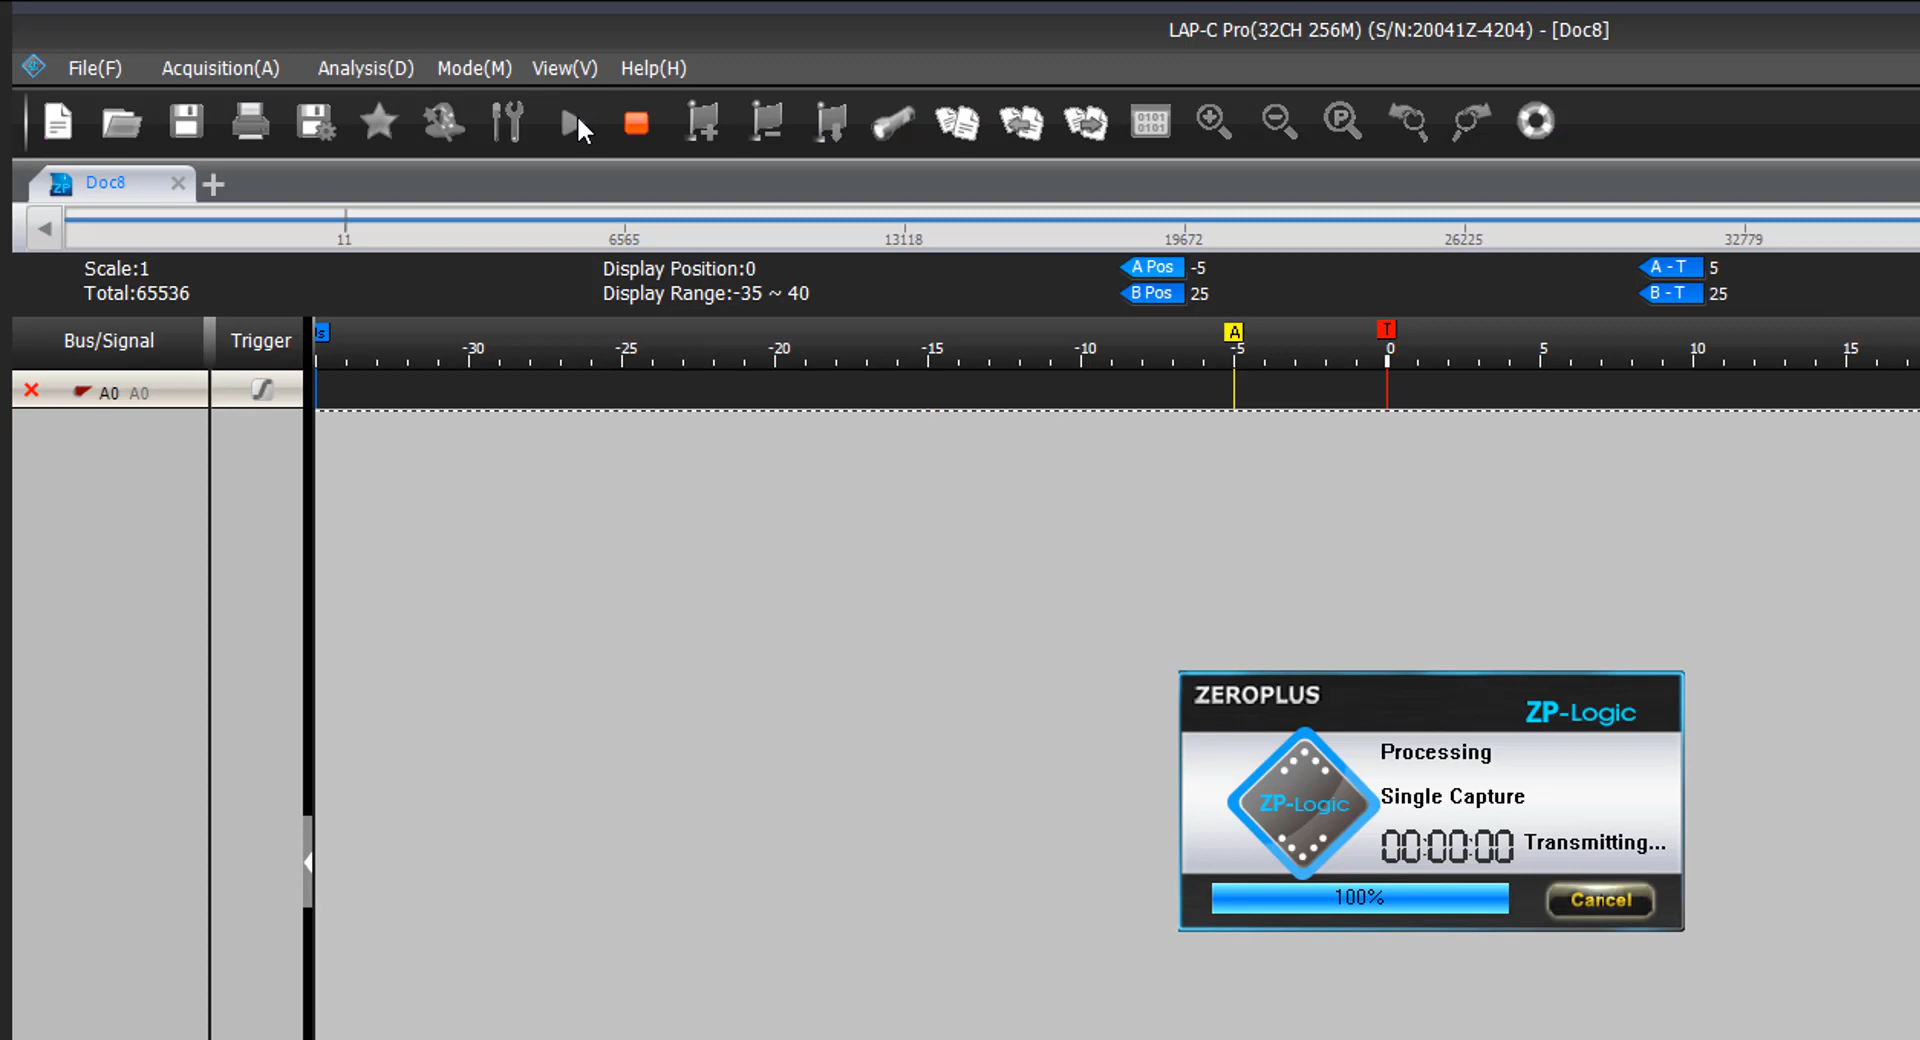 LAP-C Pro(32CH 256M) (S/N:20041Z-4204) - [Doc8]
File(F) Acquisition(A) Analysis(D) Mode(M) View(V) Help(H)
0101
0101
ZP Doc8
11 6565 13118 19672 26225 32779
Scale:1 Display Position:0 A Pos -5 A - T 5
Total:65536 Display Range:-35 ~ 40 B Pos 25 B - T 25
Bus/Signal Trigger
A T
-30 -25 -20 -15 -10 -5 0 5 10 15
A0 A0
ZEROPLUS
ZP-Logic
Processing
ZP-Logic
Single Capture
00:00:00 Transmitting...
100% Cancel